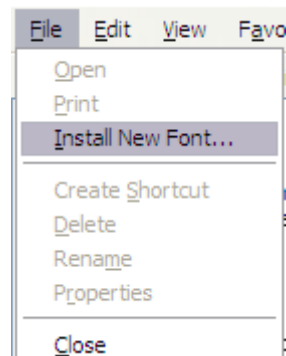 File Edit View Favo
Open
Print
Install New Font...
Create Shortcut
Delete
Rename
Properties
Close